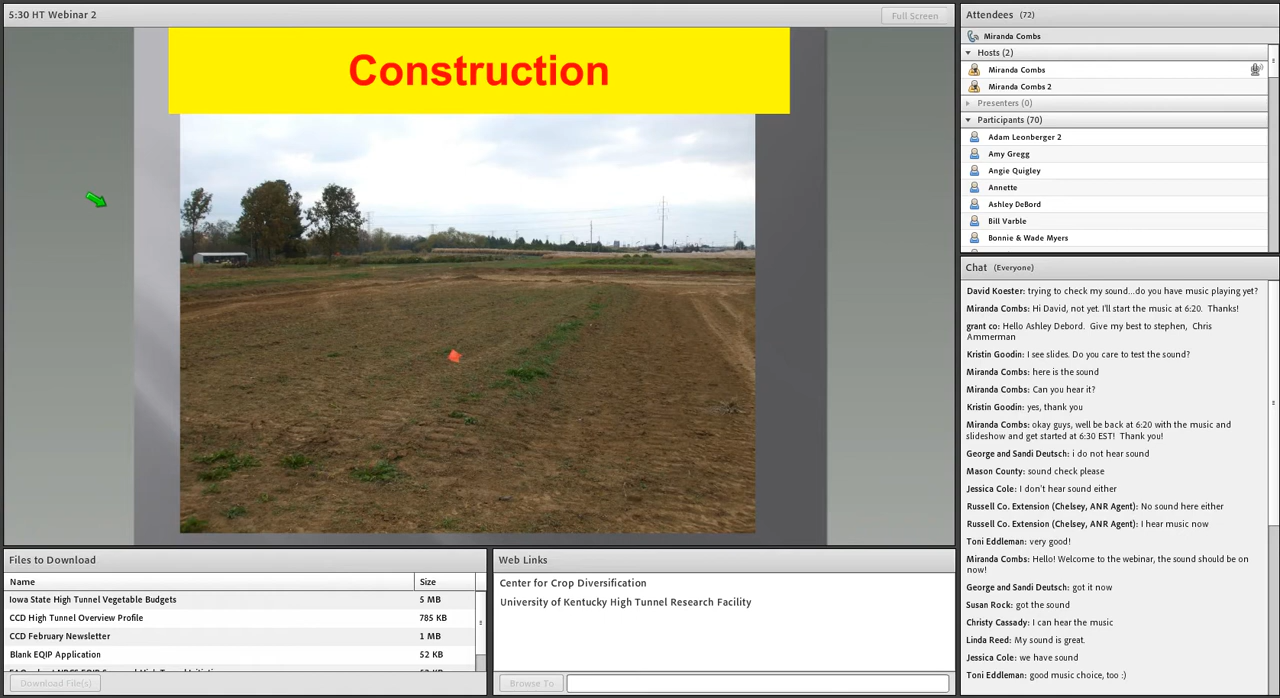 5:30 HT Webinar 2
Full Screen
Construction
Files to Download
Name Size
Iowa State High Tunnel Vegetable Budgets 5 MB
CCD High Tunnel Overview Profile 785 KB
CCD February Newsletter 1 MB
Blank EQIP Application 52 KB
Download File(s)
Web Links
Center for Crop Diversification
University of Kentucky High Tunnel Research Facility
Browse To
Attendees (72)
Miranda Combs
Hosts (2)
Miranda Combs
Miranda Combs 2
Presenters (0)
Participants (70)
Adam Leonberger 2
Amy Gregg
Angie Quigley
Annette
Ashley DeBord
Bill Varble
Bonnie & Wade Myers
Chat (Everyone)
David Koester: trying to check my sound...do you have music playing yet?
Miranda Combs: Hi David, not yet. I'll start the music at 6:20. Thanks!
grant co: Hello Ashley Debord. Give my best to stephen, Chris
Ammerman
Kristin Goodin: I see slides. Do you care to test the sound?
Miranda Combs: here is the sound
Miranda Combs: Can you hear it?
Kristin Goodin: yes, thank you
Miranda Combs: okay guys, well be back at 6:20 with the music and
slideshow and get started at 6:30 EST! Thank you!
George and Sandi Deutsch: i do not hear sound
Mason County: sound check please
Jessica Cole: I don't hear sound either
Russell Co. Extension (Chelsey, ANR Agent): No sound here either
Russell Co. Extension (Chelsey, ANR Agent): I hear music now
Toni Eddleman: very good!
Miranda Combs: Hello! Welcome to the webinar, the sound should be on
now!
George and Sandi Deutsch: got it now
Susan Rock: got the sound
Christy Cassady: I can hear the music
Linda Reed: My sound is great.
Jessica Cole: we have sound
Toni Eddleman: good music choice, too :)